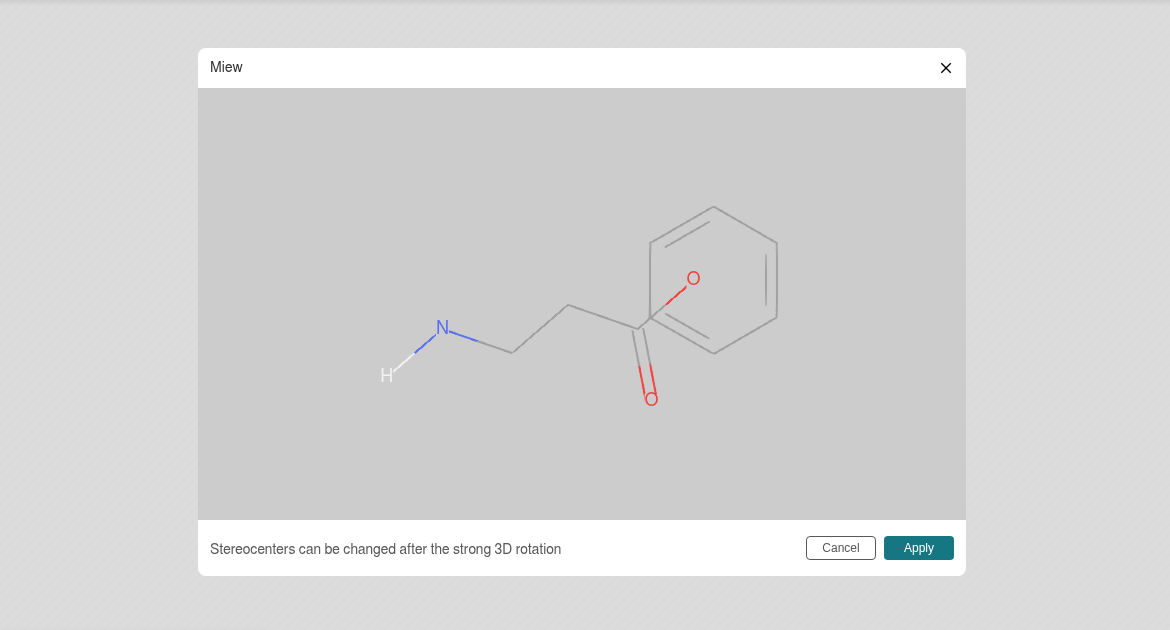 Miew
O
N
H
O
Stereocenters can be changed after the strong 3D rotation
Cancel
Apply